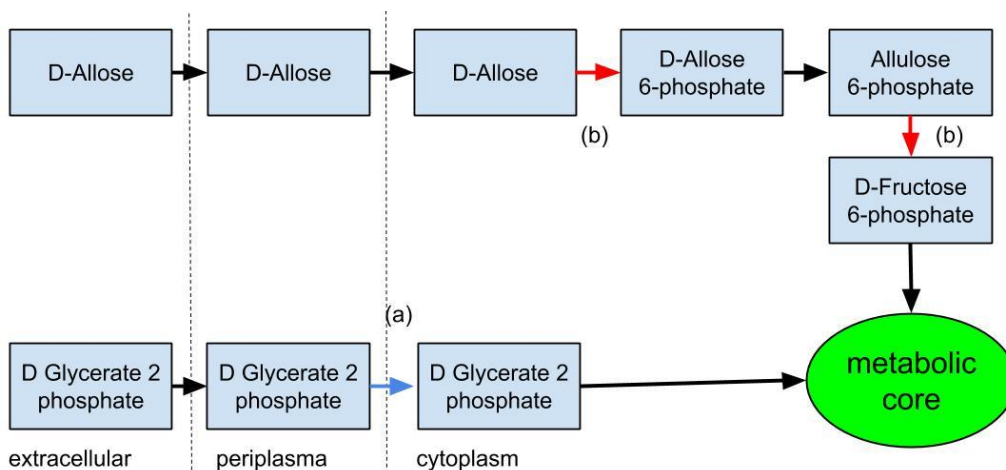 D-Allose
D-Allose
D-Allose
D-Allose
6-phosphate
Allulose
6-phosphate
(b)
(b)
D-Fructose
6-phosphate
(a)
D Glycerate 2
phosphate
D Glycerate 2
phosphate
D Glycerate 2
phosphate
metabolic
core
extracellular
periplasma
cytoplasm